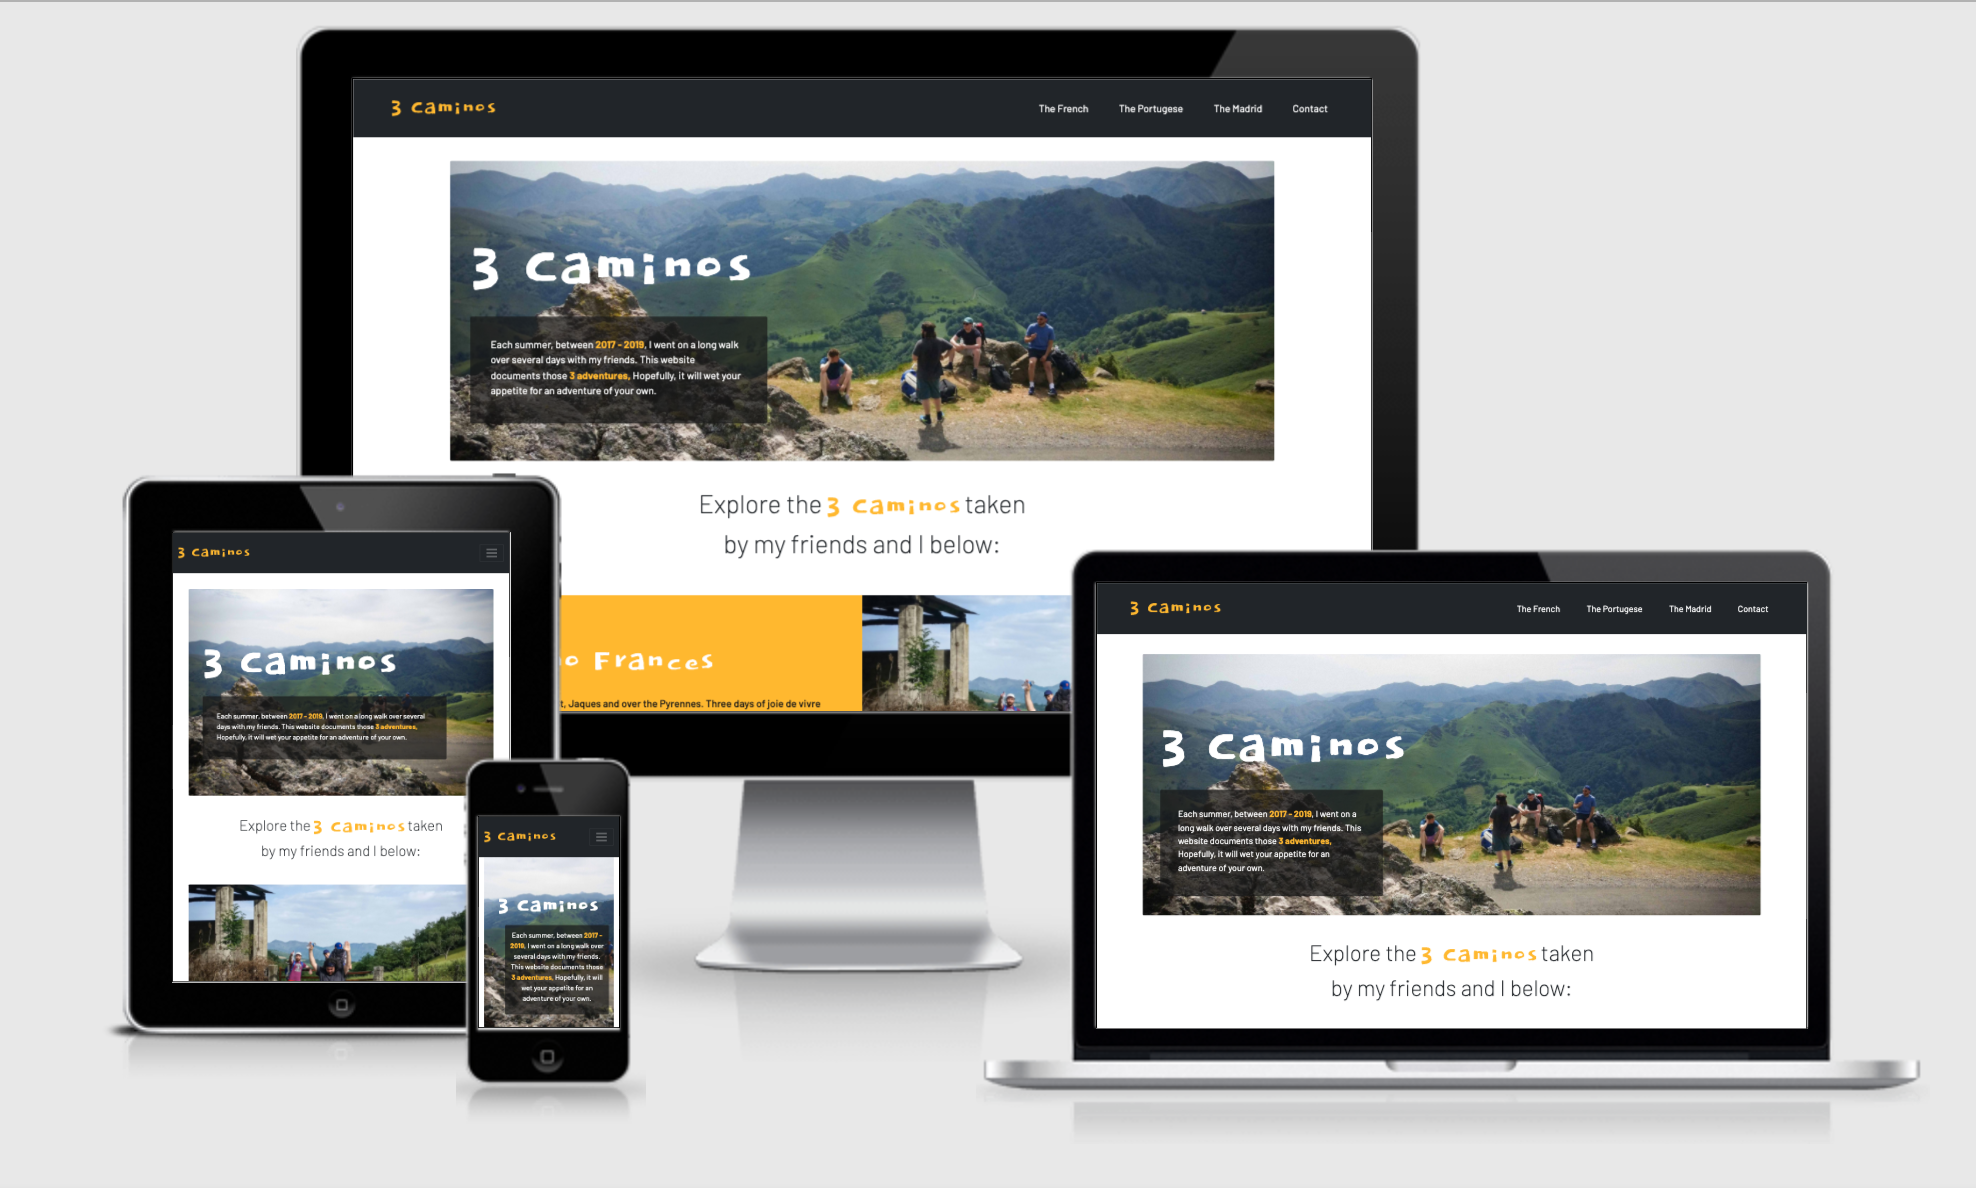 3 Caminos
The French The Portugese The Madrid Contact
3 Caminos
Each summer, between 2017 - 2019, I went on a long walk
over several days with my friends. This website
documents those 3 adventures. Hopefully, it will wet your
appetite for an adventure of your own.
Explore the 3 Caminos taken
by my friends and I below:
o Frances
t, Jaques and over the Pyrennes. Three days of joie de vivre
3 Caminos
3 Caminos
Each summer, between 2017 - 2019, I went on a long walk over several
days with my friends. This website documents those 3 adventures.
Hopefully, it will wet your appetite for an adventure of your own.
Explore the 3 Caminos taken
by my friends and I below:
3 Caminos
3 Caminos
Each summer, between 2017 -
2019, I went on a long walk over
several days with my friends.
This website documents those
3 adventures. Hopefully, it will
wet your appetite for an
adventure of your own.
3 Caminos
The French The Portugese The Madrid Contact
3 Caminos
Each summer, between 2017 - 2019, I went on a
long walk over several days with my friends. This
website documents those 3 adventures.
Hopefully, it will wet your appetite for an
adventure of your own.
Explore the 3 Caminos taken
by my friends and I below: